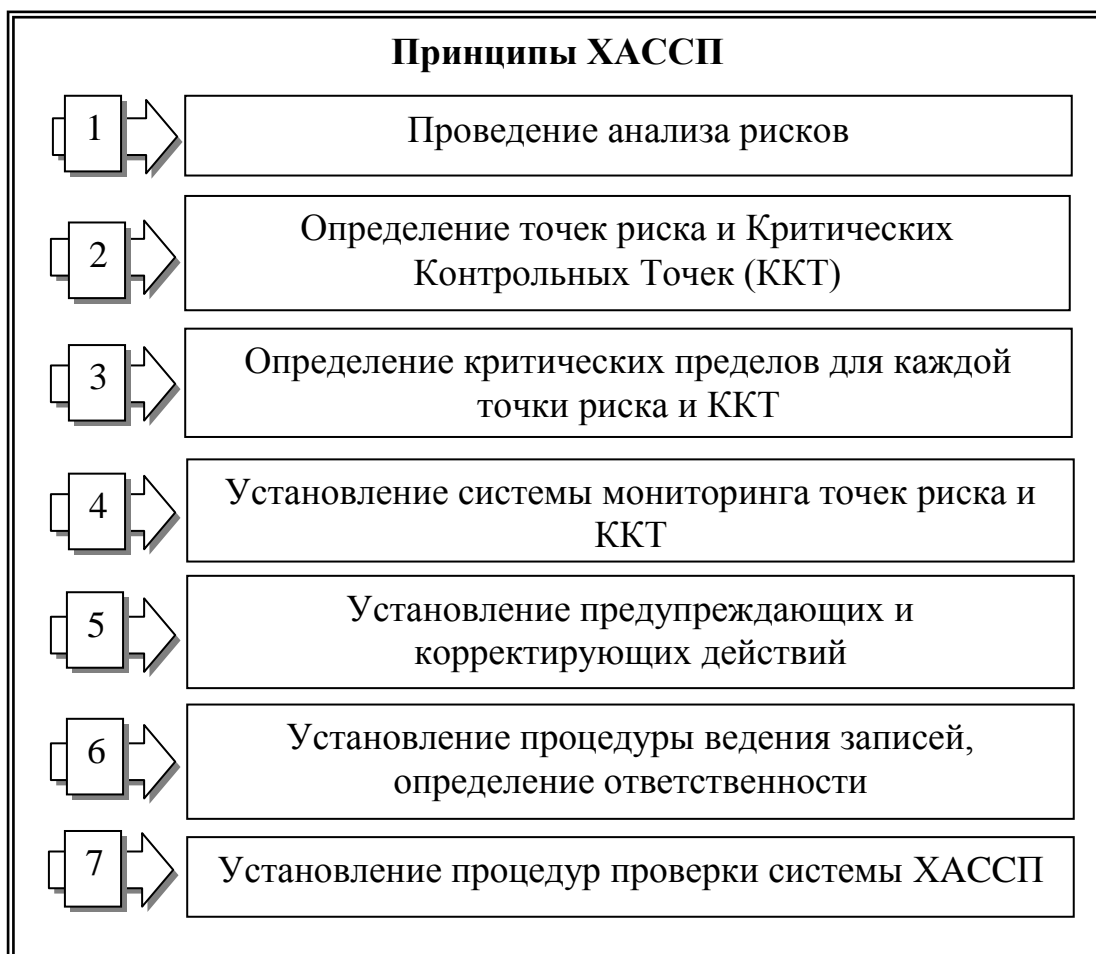 Принципы ХАССП
1
Проведение анализа рисков
2
Определение точек риска и Критических
Контрольных Точек (ККТ)
3
Определение критических пределов для каждой
точки риска и ККТ
4
Установление системы мониторинга точек риска и
ККТ
5
Установление предупреждающих и
корректирующих действий
6
Установление процедуры ведения записей,
определение ответственности
7
Установление процедур проверки системы ХАССП